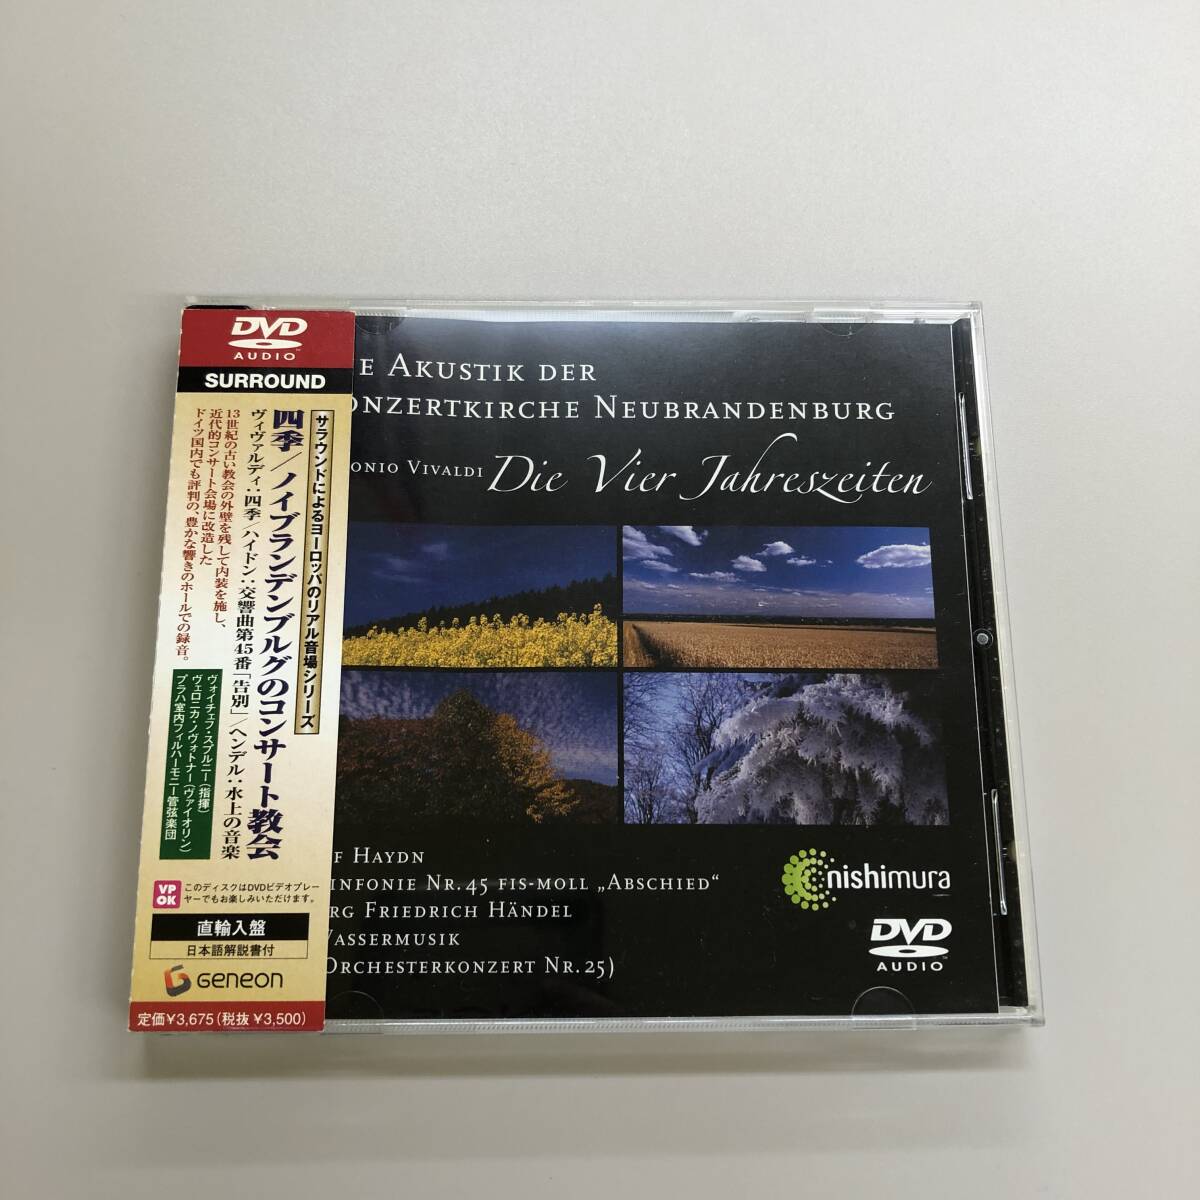 DVD
AUDIO
SURROUND
サラウンドによるヨーロッパのリアル音場シリーズ
四季/ノイブランデンブルグのコンサート教会
ヴィヴァルディ:四季/ハイドン:交響曲第45番「告別」/ヘンデル:水上の音楽
13世紀の古い教会の外壁を残して内装を施し、
近代的コンサート会場に改造した
ドイツ国内でも評判の、豊かな響きのホールでの録音。
ヴォイチェフ・スプルニー(指揮)
ヴェロニカ・ノヴォトナー(ヴァイオリン)
プラハ室内フィルハーモニー管弦楽団
VP
OK
このディスクはDVDビデオプレー
ヤーでもお楽しみいただけます。
直輸入盤
日本語解説書付
GENEON
定価¥3,675(税抜 ¥3,500)
E AKUSTIK DER
ONZERTKIRCHE NEUBRANDENBURG
ONIO VIVALDI Die Vier Jahreszeiten
F HAYDN
INFONIE NR. 45 FIS-MOLL „ABSCHIED“
RG FRIEDRICH HÄNDEL
WASSERMUSIK
(ORCHESTERKONZERT NR. 25)
nishimura
DVD
AUDIO